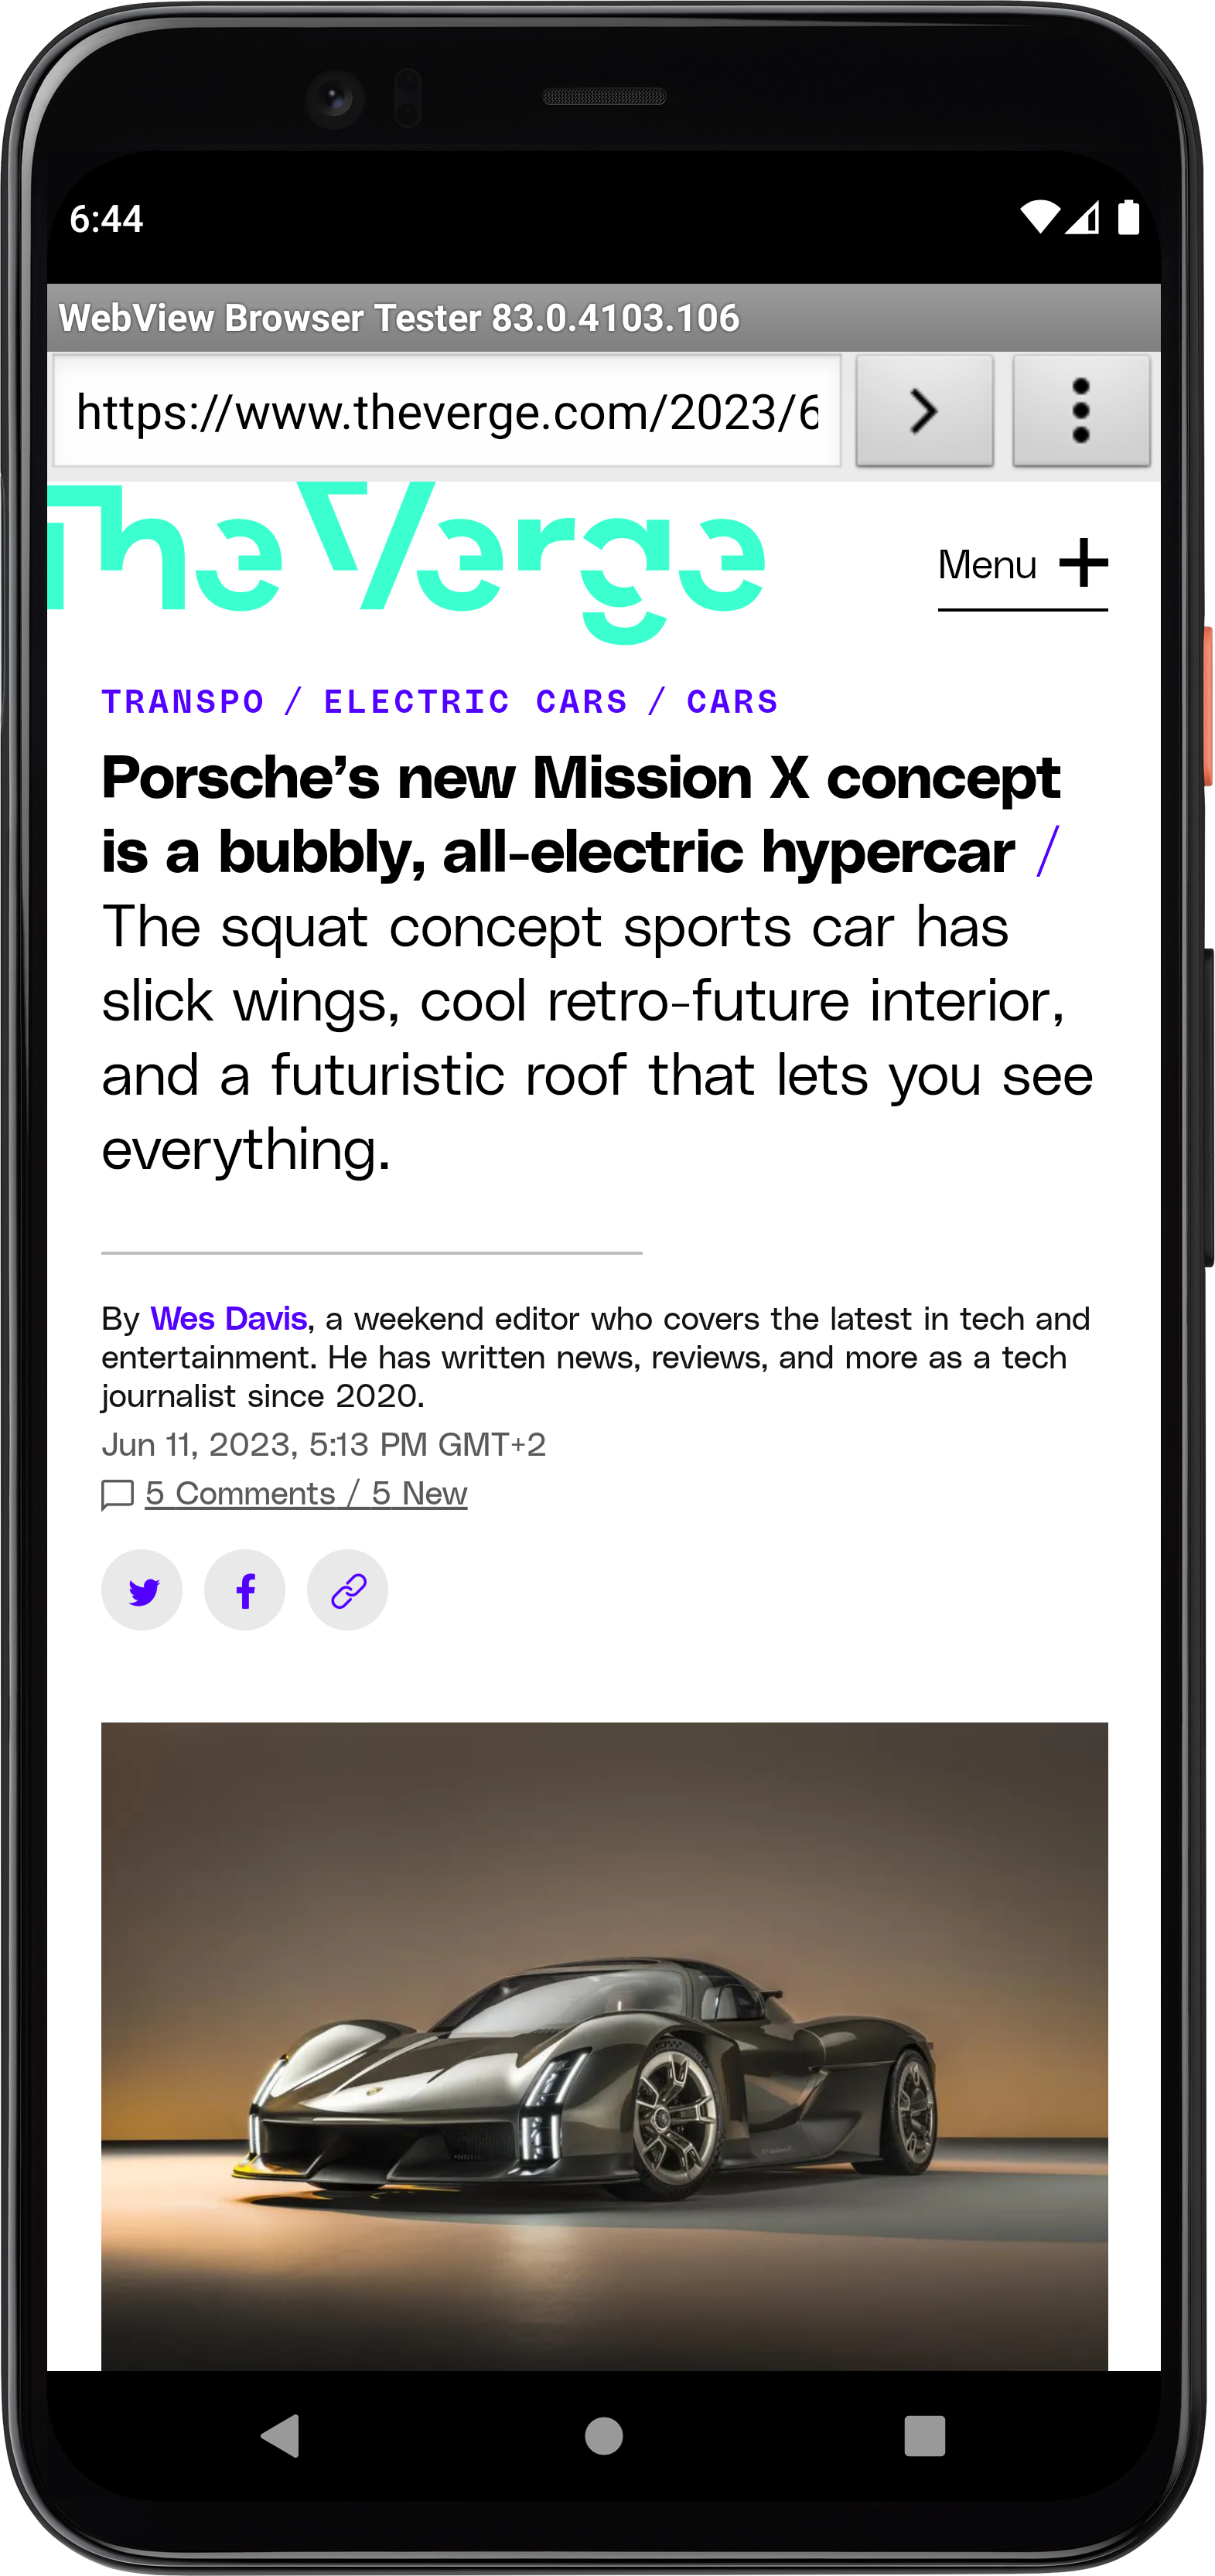 6:44
WebView Browser Tester 83.0.4103.106
https://www.theverge.com/2023/6
The Verge
Menu
TRANSPO / ELECTRIC CARS / CARS
Porsche’s new Mission X concept
is a bubbly, all-electric hypercar /
The squat concept sports car has
slick wings, cool retro-future interior,
and a futuristic roof that lets you see
everything.
By Wes Davis, a weekend editor who covers the latest in tech and
entertainment. He has written news, reviews, and more as a tech
journalist since 2020.
Jun 11, 2023, 5:13 PM GMT+2
5 Comments / 5 New